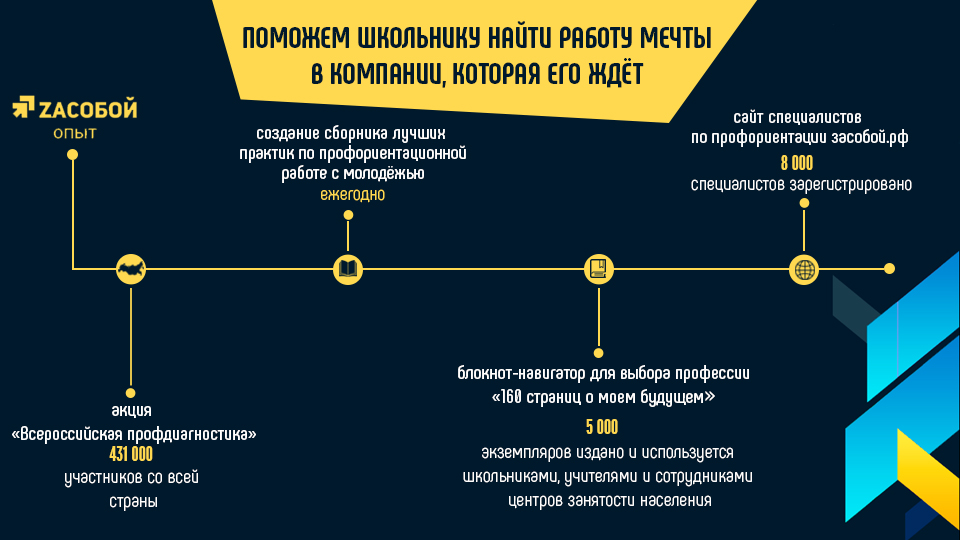 ПОМОЖЕМ ШКОЛЬНИКУ НАЙТИ РАБОТУ МЕЧТЫ
В КОМПАНИИ, КОТОРАЯ ЕГО ЖДЁТ
ZАСОБОЙ
ОПЫТ
создание сборника лучших
практик по профориентационной
работе с молодёжью
ежегодно
сайт специалистов
по профориентации засобой.рф
8 000
специалистов зарегистрировано
акция
«Всероссийская профдиагностика»
431 000
участников со всей
страны
блокнот-навигатор для выбора профессии
«160 страниц о моем будущем»
5 000
экземпляров издано и используется
школьниками, учителями и сотрудниками
центров занятости населения